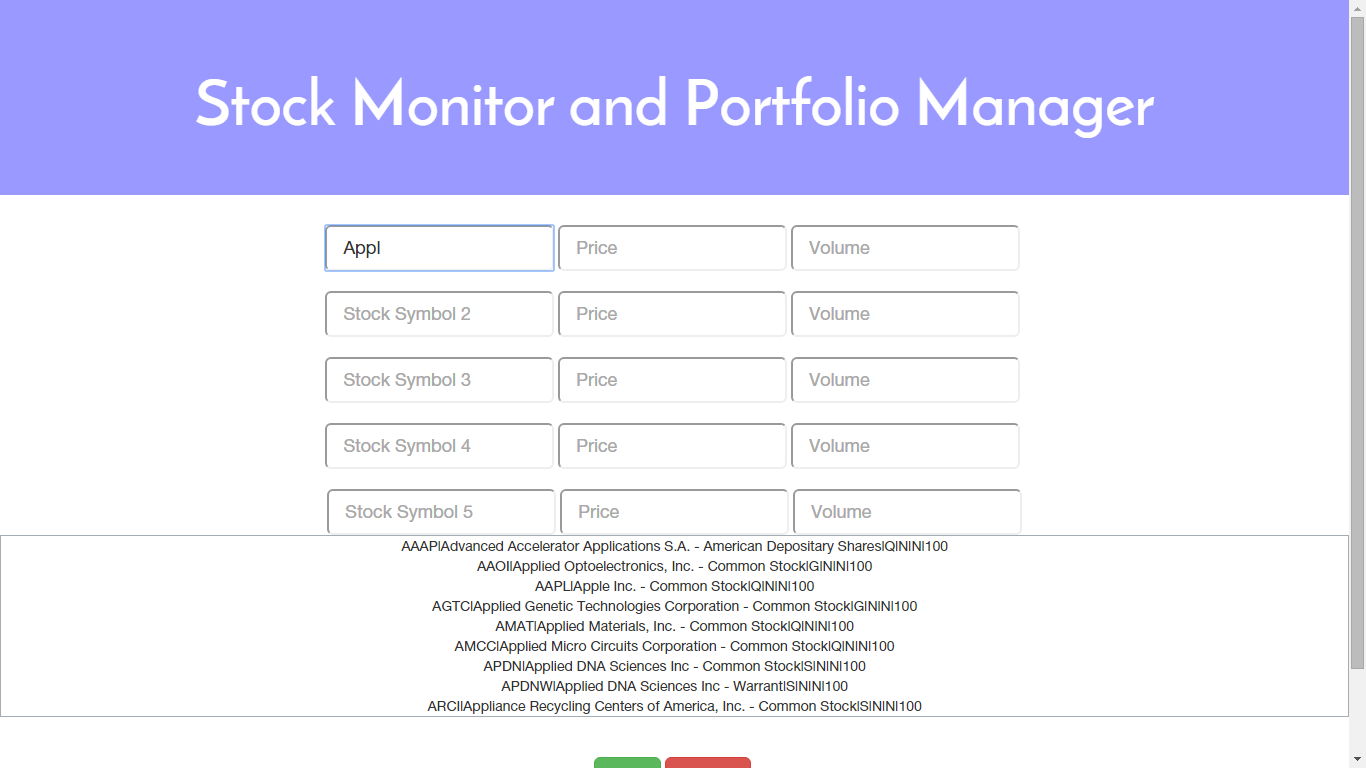 Stock Monitor and Portfolio Manager
Appl Price Volume
Stock Symbol 2 Price Volume
Stock Symbol 3 Price Volume
Stock Symbol 4 Price Volume
Stock Symbol 5 Price Volume
AAAP|Advanced Accelerator Applications S.A. - American Depositary Shares|Q|N|N|100
AAOI|Applied Optoelectronics, Inc. - Common Stock|G|N|N|100
AAPL|Apple Inc. - Common Stock|Q|N|N|100
AGTC|Applied Genetic Technologies Corporation - Common Stock|G|N|N|100
AMAT|Applied Materials, Inc. - Common Stock|Q|N|N|100
AMCC|Applied Micro Circuits Corporation - Common Stock|Q|N|N|100
APDN|Applied DNA Sciences Inc - Common Stock|S|N|N|100
APDNW|Applied DNA Sciences Inc - Warrant|S|N|N|100
ARCI|Appliance Recycling Centers of America, Inc. - Common Stock|S|N|N|100